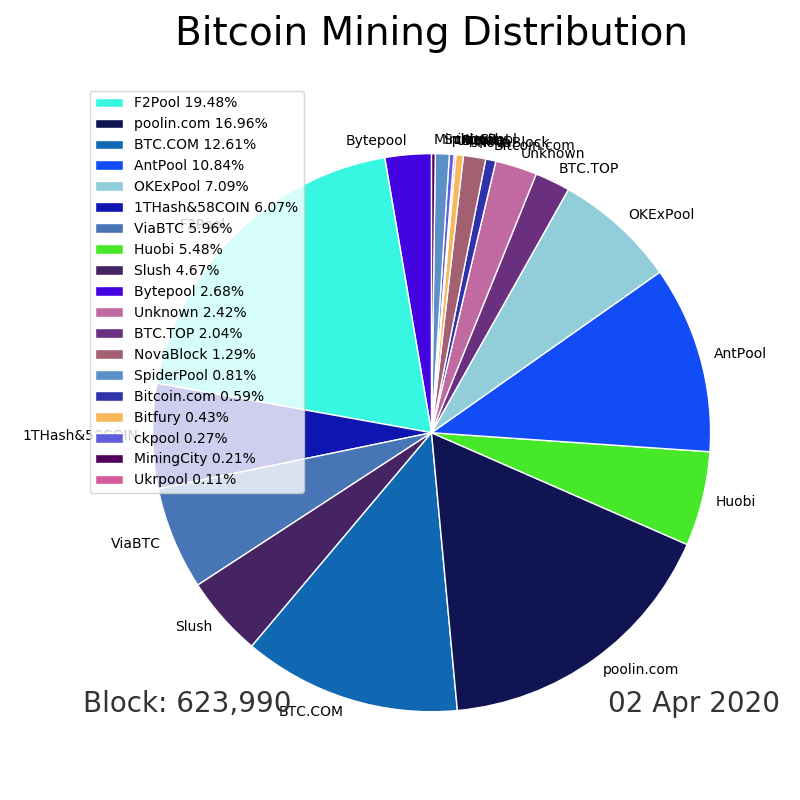 Bitcoin Mining Distribution
F2Pool 19.48%
poolin.com 16.96%
BTC.COM 12.61%
AntPool 10.84%
OKExPool 7.09%
1THash&58COIN 6.07%
ViaBTC 5.96%
Huobi 5.48%
Slush 4.67%
Bytepool 2.68%
Unknown 2.42%
BTC.TOP 2.04%
NovaBlock 1.29%
SpiderPool 0.81%
Bitcoin.com 0.59%
Bitfury 0.43%
ckpool 0.27%
MiningCity 0.21%
Ukrpool 0.11%
Bytepool
Bitcoin.com
Unknown
BTC.TOP
OKExPool
AntPool
Huobi
poolin.com
BTC.COM
Slush
ViaBTC
1THash&58COIN
F2Pool
Block: 623,990
02 Apr 2020